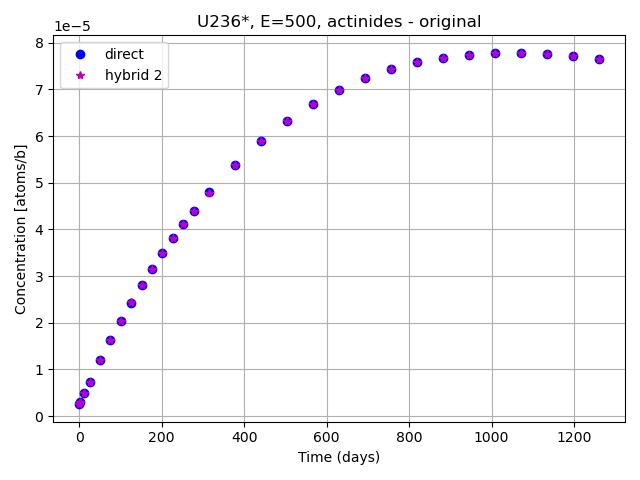 U236*, E=500, actinides - original
1e−5
direct
hybrid 2
8
7
6
5
4
3
2
1
0
Concentration [atoms/b]
0 200 400 600 800 1000 1200
Time (days)